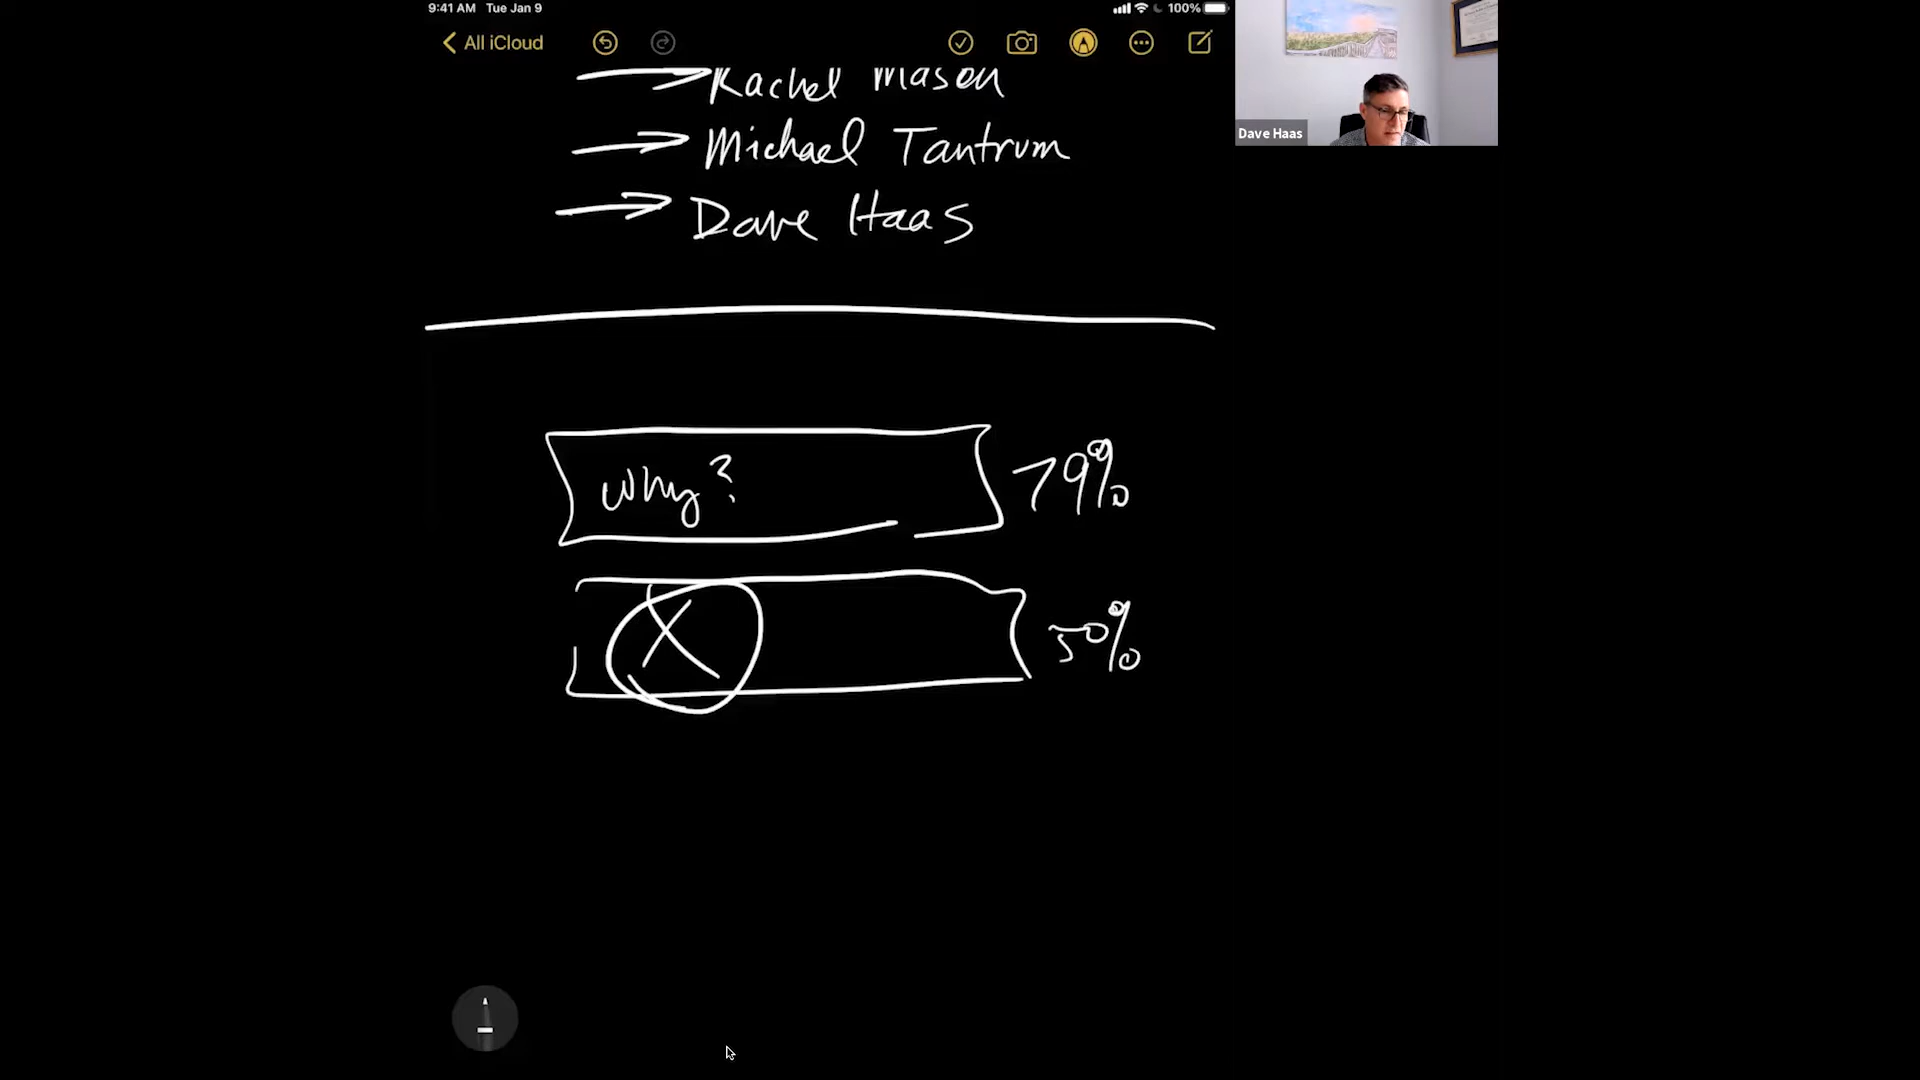 9:41 AM Tue Jan 9 100%
All iCloud
Rachel Mason
Michael Tantrum
Dave Haas
Dave Haas
why? 79%
X 50%